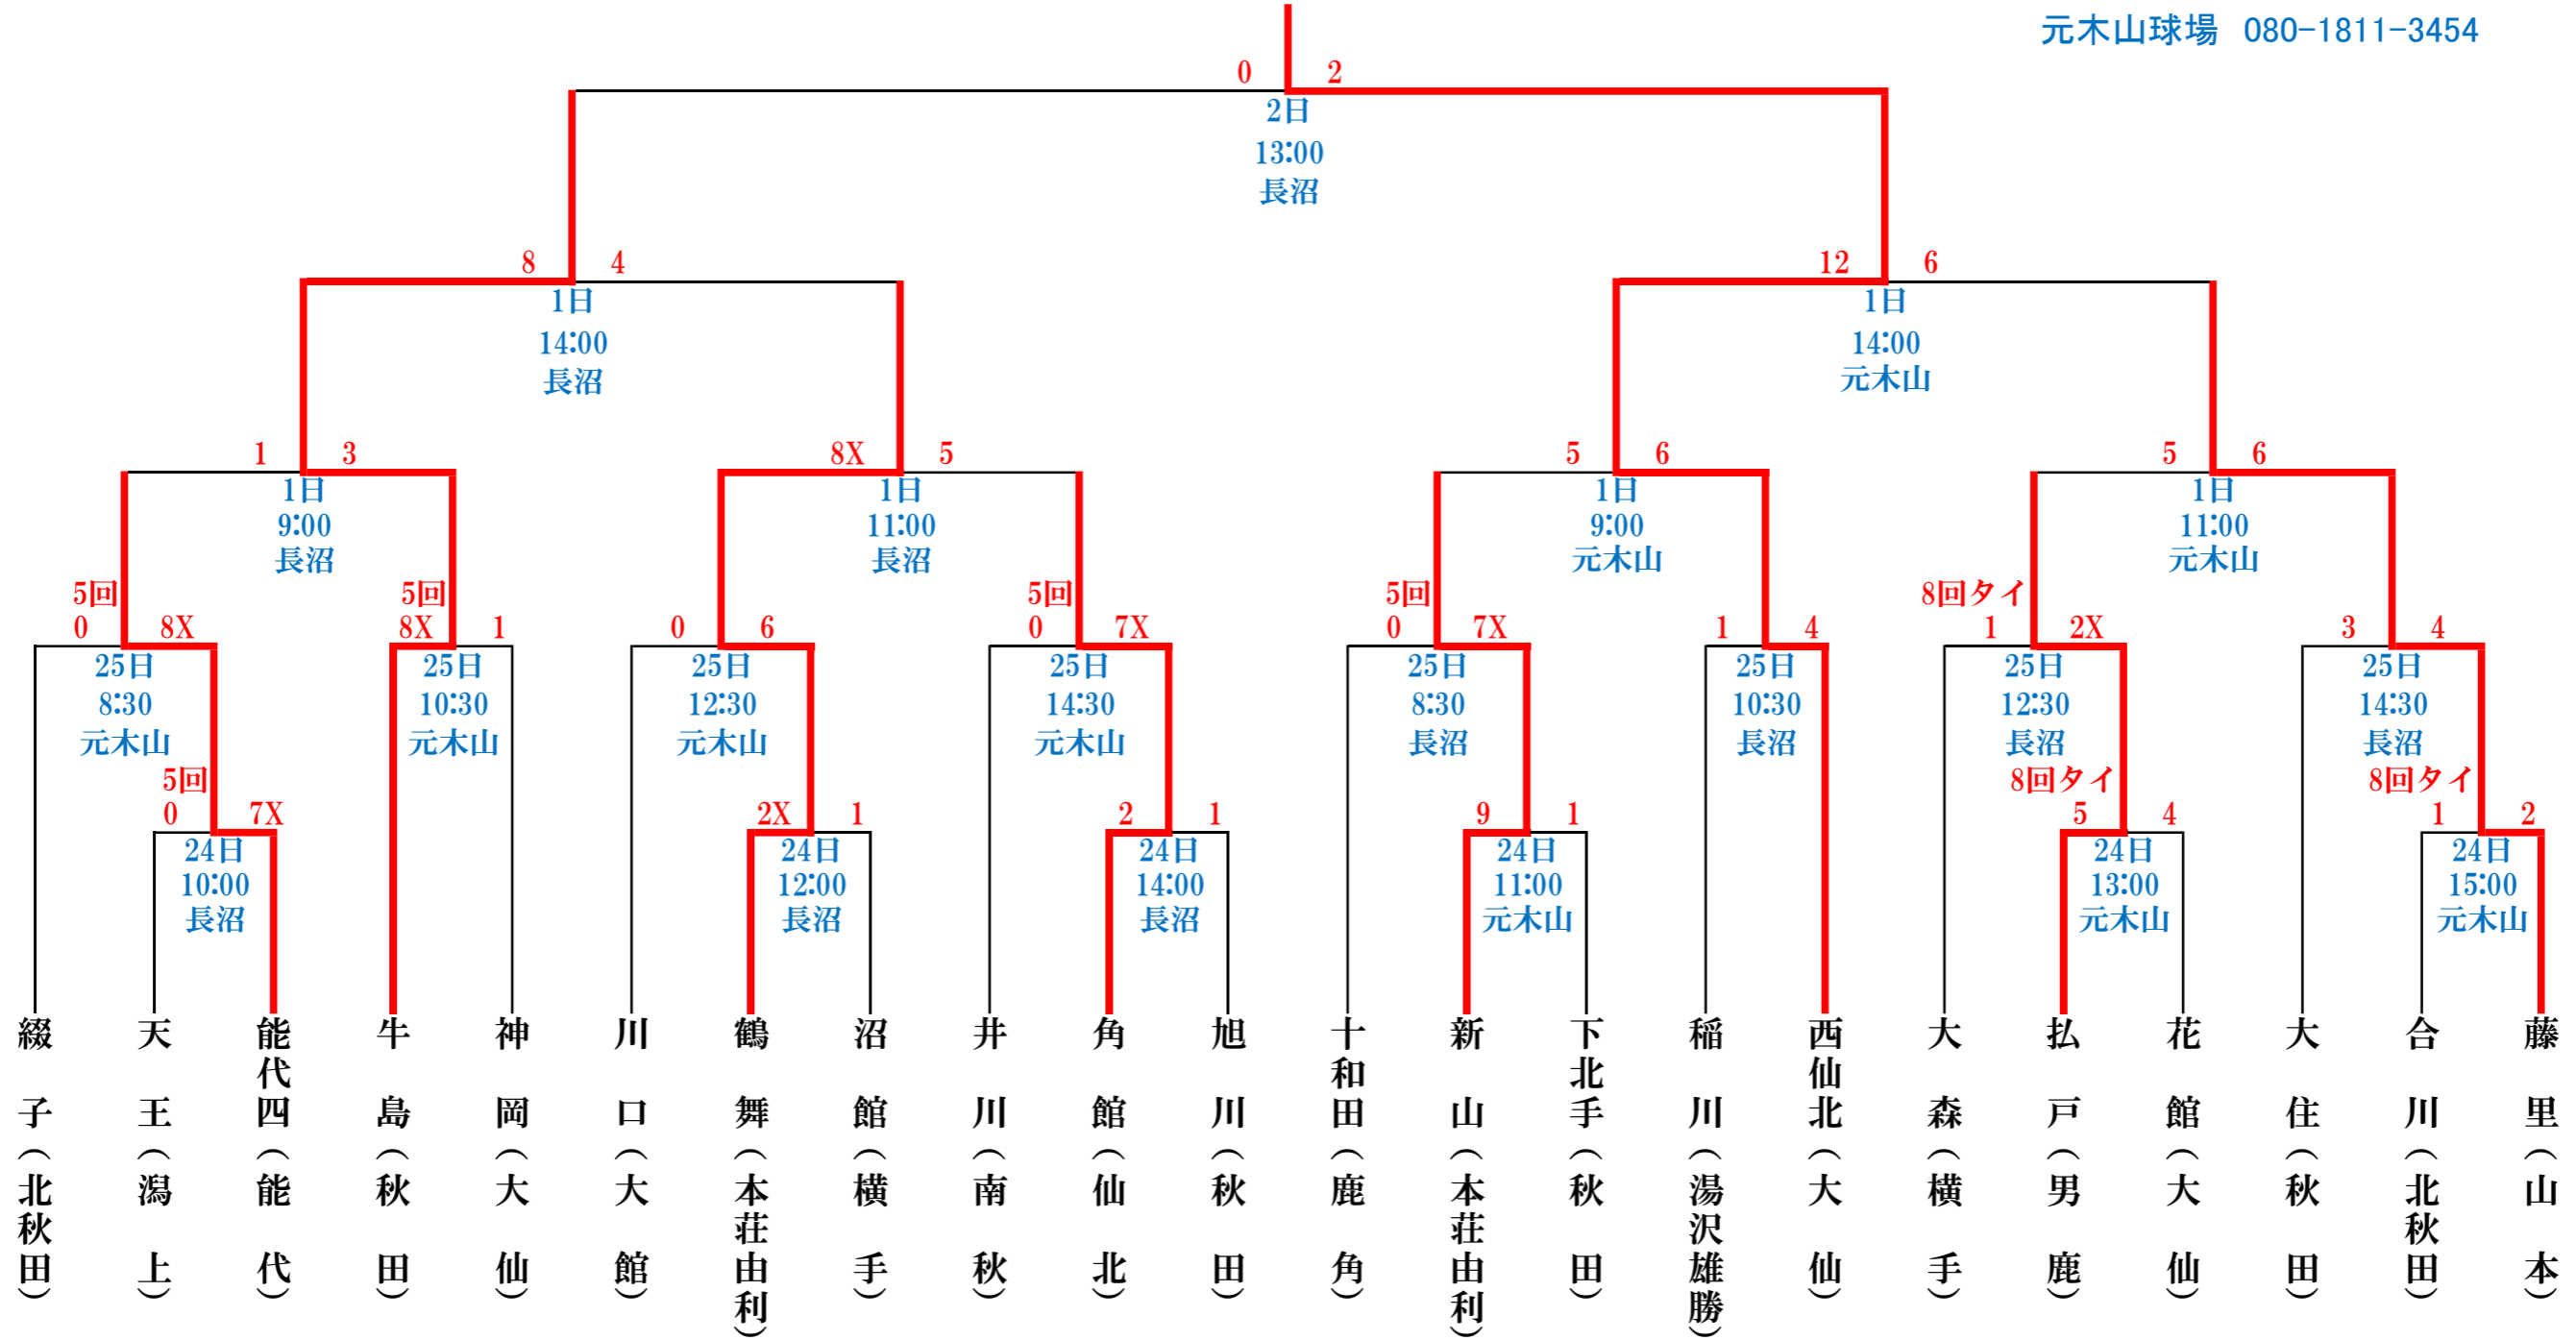 元木山球場　080-1811-3454
0 2
2日
13:00
長沼
8 4
1日
14:00
長沼
12 6
1日
14:00
元木山
1 3
1日
9:00
長沼
8X 5
1日
11:00
長沼
5 6
1日
9:00
元木山
5 6
1日
11:00
元木山
5回
0 8X
25日
8:30
元木山
5回
8X 1
25日
10:30
元木山
0 6
25日
12:30
元木山
5回
0 7X
25日
14:30
元木山
5回
0 7X
25日
8:30
長沼
1 4
25日
10:30
長沼
8回タイ
1 2X
25日
12:30
長沼
3 4
25日
14:30
長沼
5回
0 7X
24日
10:00
長沼
2X 1
24日
12:00
長沼
2 1
24日
14:00
長沼
9 1
24日
11:00
元木山
8回タイ
5 4
24日
13:00
元木山
8回タイ
1 2
24日
15:00
元木山
綴子(北秋田)
天王(潟上)
能代四(能代)
牛島(秋田)
神岡(大仙)
川口(大館)
鶴舞(本荘由利)
沼館(横手)
井川(南秋)
角館(仙北)
旭川(秋田)
十和田(鹿角)
新山(本荘由利)
下北手(秋田)
稲川(湯沢雄勝)
西仙北(大仙)
大森(横手)
払戸(男鹿)
花館(大仙)
大住(秋田)
合川(北秋田)
藤里(山本)